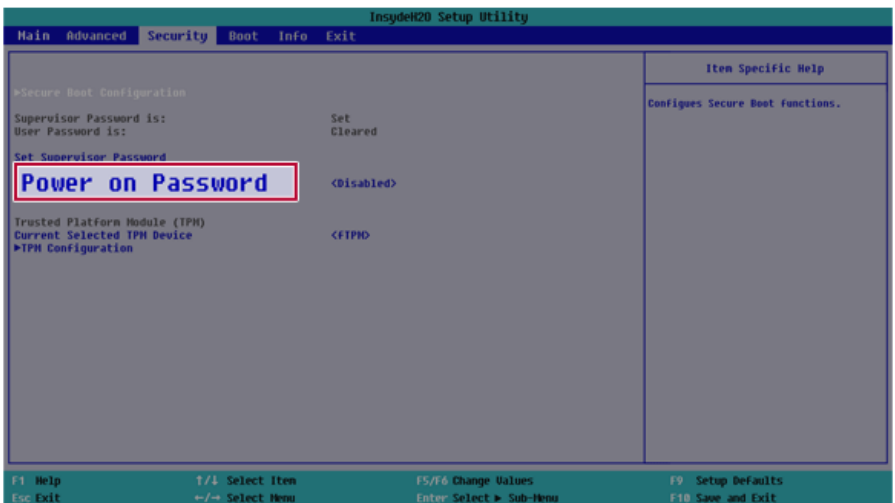 InsydeH20 Setup Utility
Main Advanced Security Boot Info Exit
Item Specific Help
▶Secure Boot Configuration
Configues Secure Boot functions.
Supervisor Password is: Set
User Password is: Cleared
Set Supervisor Password
Power on Password <Disabled>
Trusted Platform Module (TPM)
Current Selected TPM Device <fTPM>
▶TPM Configuration
F1 Help ↑/↓ Select Item F5/F6 Change Values F9 Setup Defaults
Esc Exit ←/→ Select Menu Enter Select ▶ Sub-Menu F10 Save and Exit